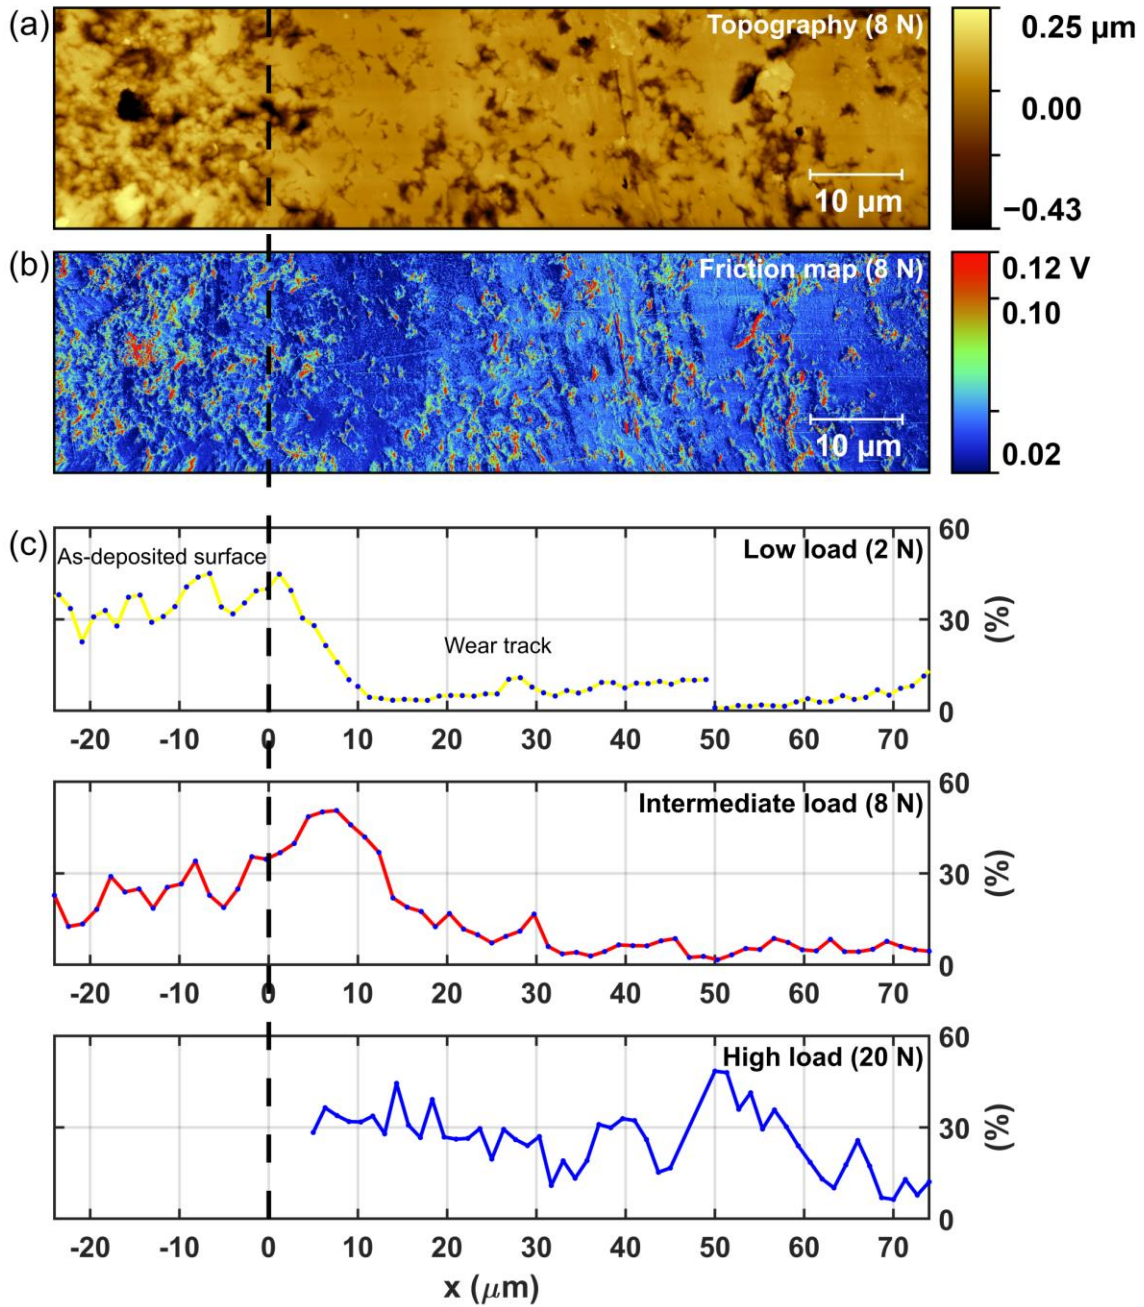 (a)
Topography (8 N)
10 µm
0.25 µm
0.00
−0.43
(b)
Friction map (8 N)
10 µm
0.12 V
0.10
0.02
(c)
As-deposited surface
Low load (2 N)
Wear track
60
30
0
(%)
-20 -10 0 10 20 30 40 50 60 70
Intermediate load (8 N)
60
30
0
(%)
-20 -10 0 10 20 30 40 50 60 70
High load (20 N)
60
30
0
(%)
-20 -10 0 10 20 30 40 50 60 70
x (µm)